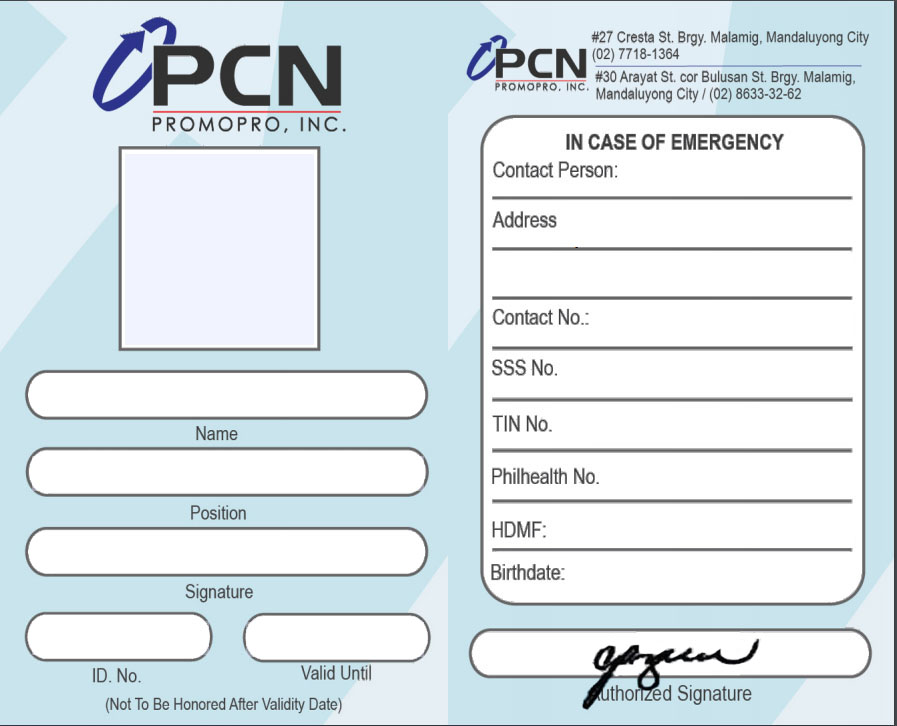 PCN
PROMOPRO, INC.
Name
Position
Signature
ID. No.
Valid Until
(Not To Be Honored After Validity Date)
PCN
PROMOPRO, INC.
#27 Cresta St. Brgy. Malamig, Mandaluyong City
(02) 7718-1364
#30 Arayat St. cor Bulusan St. Brgy. Malamig,
Mandaluyong City / (02) 8633-32-62
IN CASE OF EMERGENCY
Contact Person:
Address
Contact No.:
SSS No.
TIN No.
Philhealth No.
HDMF:
Birthdate:
Authorized Signature